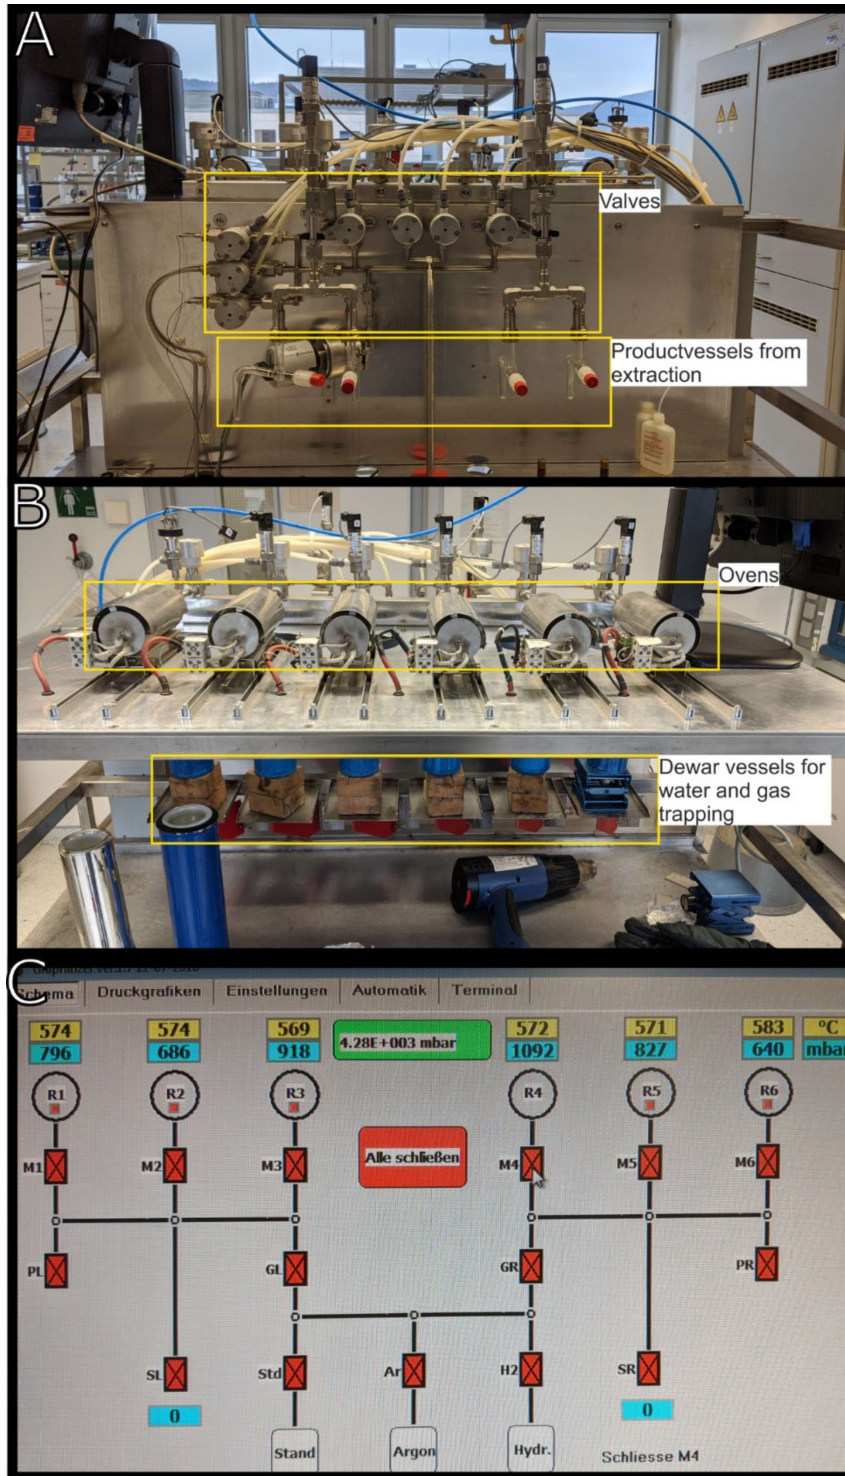 A
Valves
Productvessels from
extraction
B
Ovens
Dewar vessels for
water and gas
trapping
C
Schema Druckgrafiken Einstellungen Automatik Terminal
574 574 569 4.28E+003 mbar 572 571 583 °C
796 686 918 1092 827 640 mba
R1 R2 R3 R4 R5 R6
Alle schließen
M1 M2 M3 M4 M5 M6
PL GL GR PR
SL Std Ar H2 SR
0 0
Stand Argon Hydr. Schliesse M4